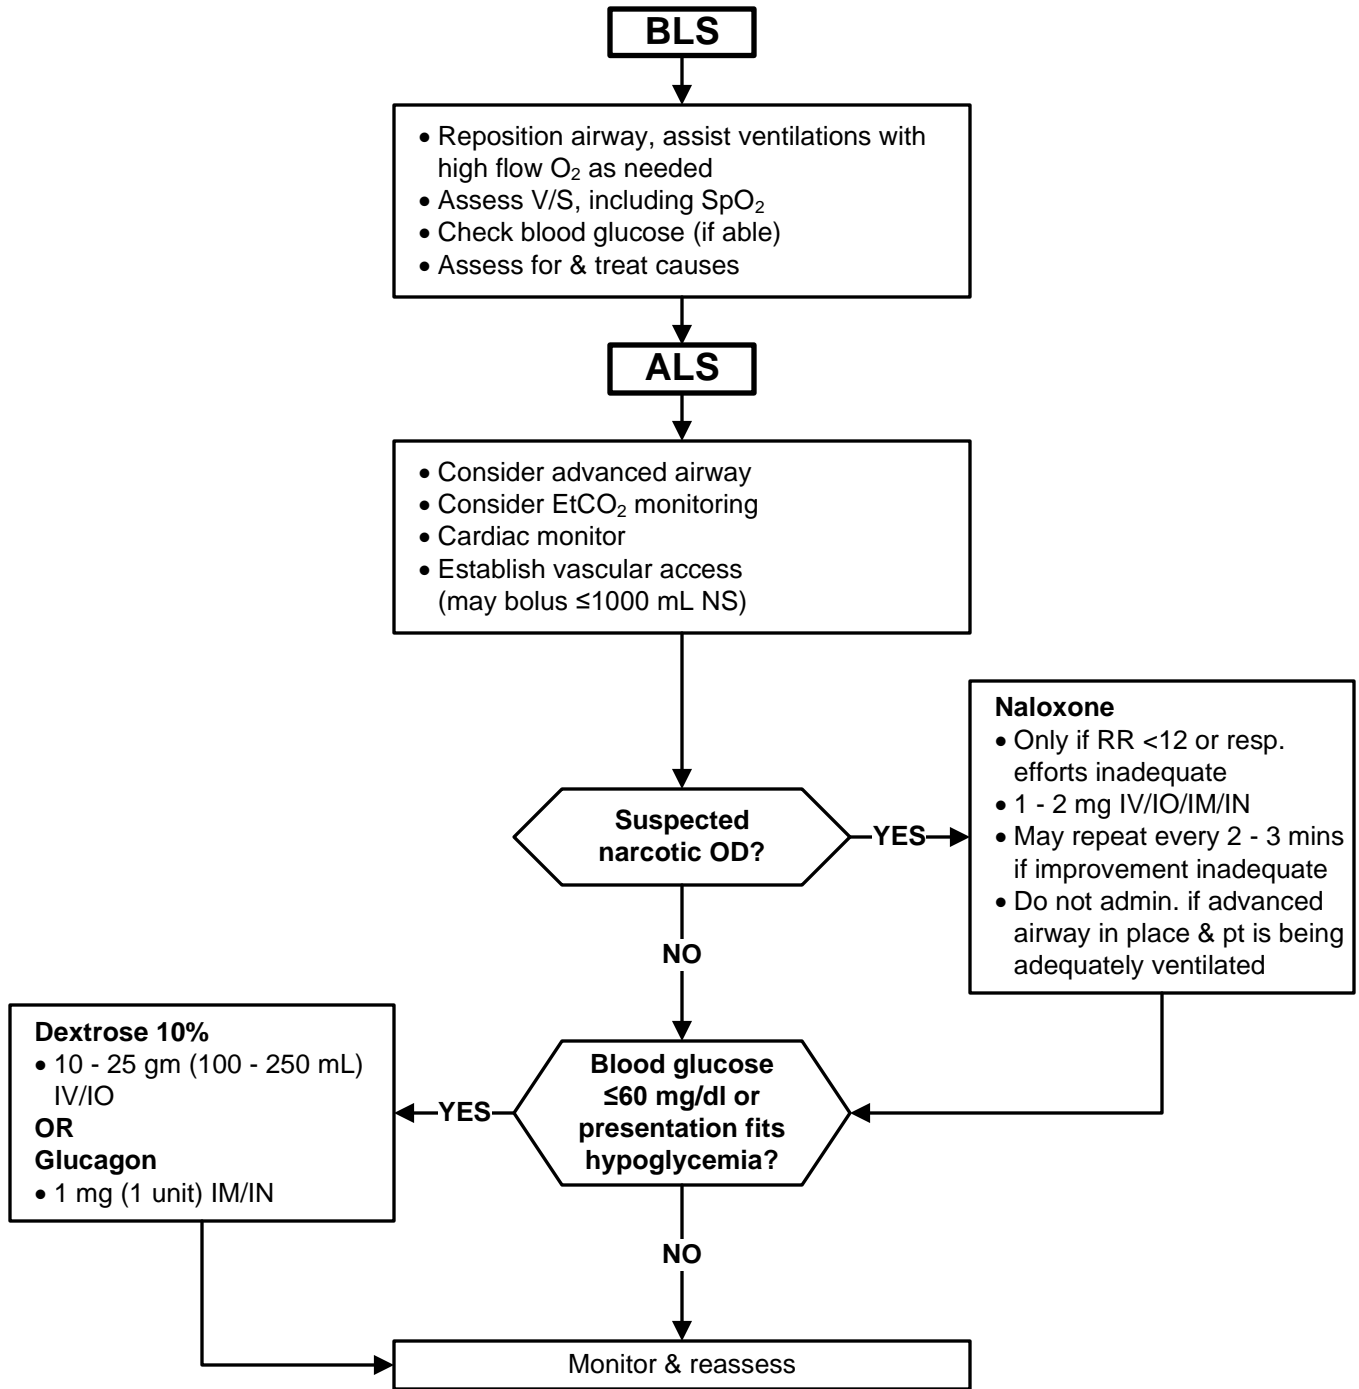 BLS
• Reposition airway, assist ventilations with
high flow O₂ as needed
• Assess V/S, including SpO₂
• Check blood glucose (if able)
• Assess for & treat causes
ALS
• Consider advanced airway
• Consider EtCO₂ monitoring
• Cardiac monitor
• Establish vascular access
(may bolus ≤1000 mL NS)
Suspected
narcotic OD?
YES
Naloxone
• Only if RR <12 or resp.
efforts inadequate
• 1 - 2 mg IV/IO/IM/IN
• May repeat every 2 - 3 mins
if improvement inadequate
• Do not admin. if advanced
airway in place & pt is being
adequately ventilated
NO
Blood glucose
≤60 mg/dl or
presentation fits
hypoglycemia?
YES
Dextrose 10%
• 10 - 25 gm (100 - 250 mL)
IV/IO
OR
Glucagon
• 1 mg (1 unit) IM/IN
NO
Monitor & reassess